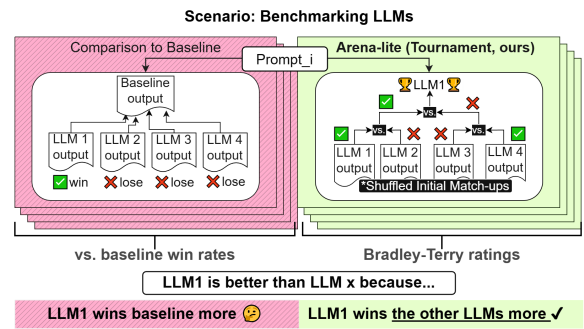 Scenario: Benchmarking LLMs
Comparison to Baseline
Prompt_i
Arena-lite (Tournament, ours)
Baseline
output
LLM 1
output
LLM 2
output
LLM 3
output
LLM 4
output
win
lose
lose
lose
LLM1
vs.
vs.
vs.
LLM 1
output
LLM 2
output
LLM 3
output
LLM 4
output
*Shuffled Initial Match-ups
vs. baseline win rates
Bradley-Terry ratings
LLM1 is better than LLM x because...
LLM1 wins baseline more
LLM1 wins the other LLMs more